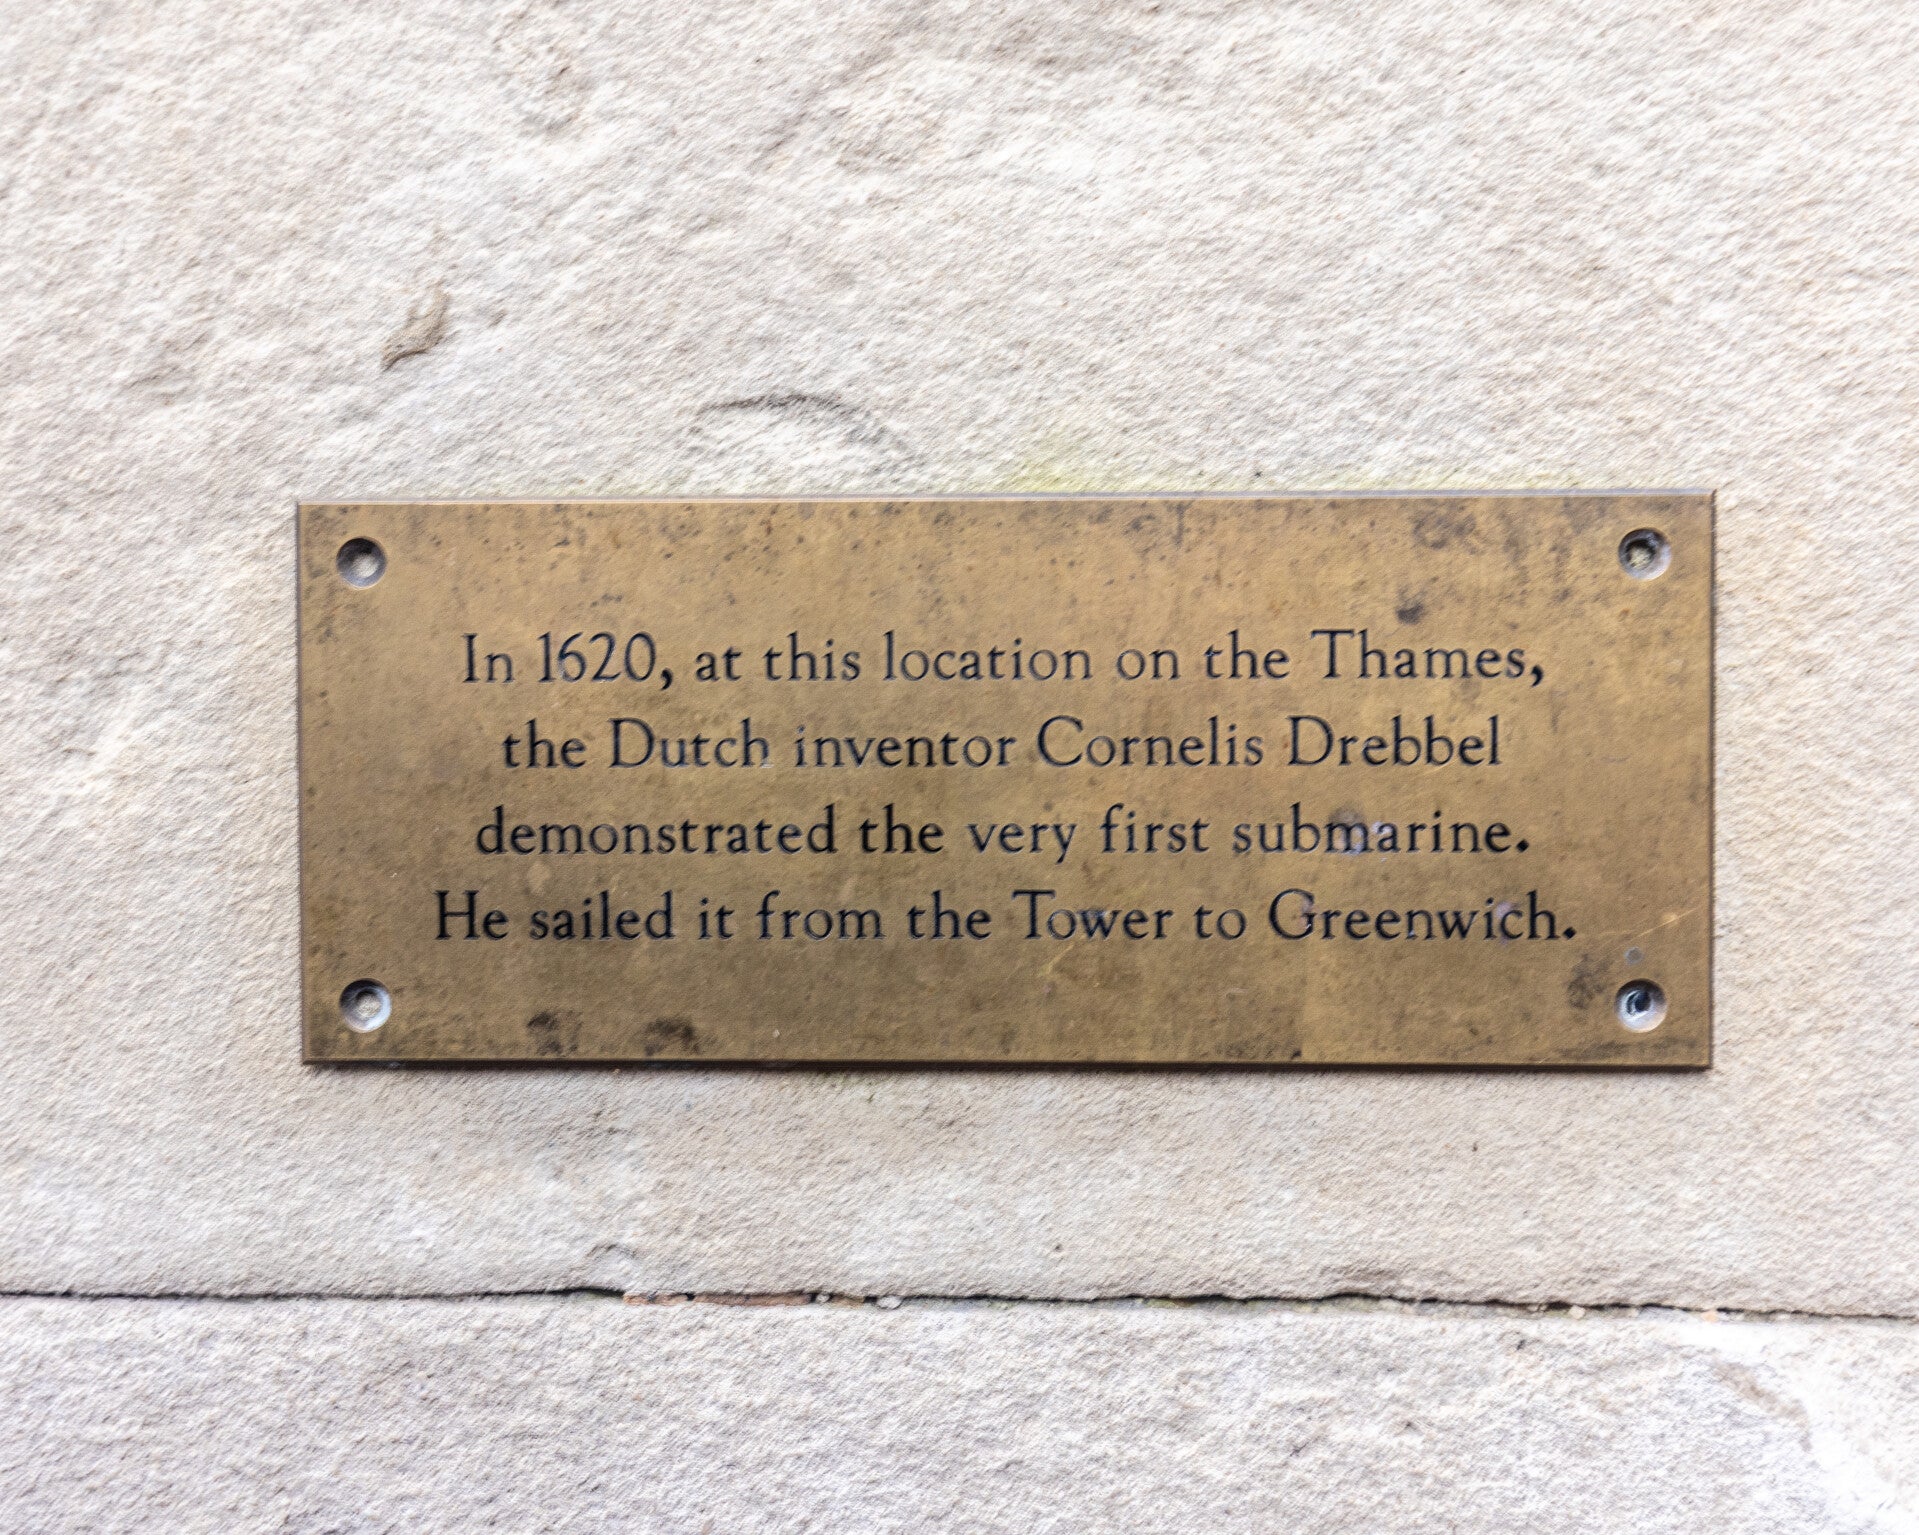 In 1620, at this location on the Thames,
the Dutch inventor Cornelis Drebbel
demonstrated the very first submarine.
He sailed it from the Tower to Greenwich.